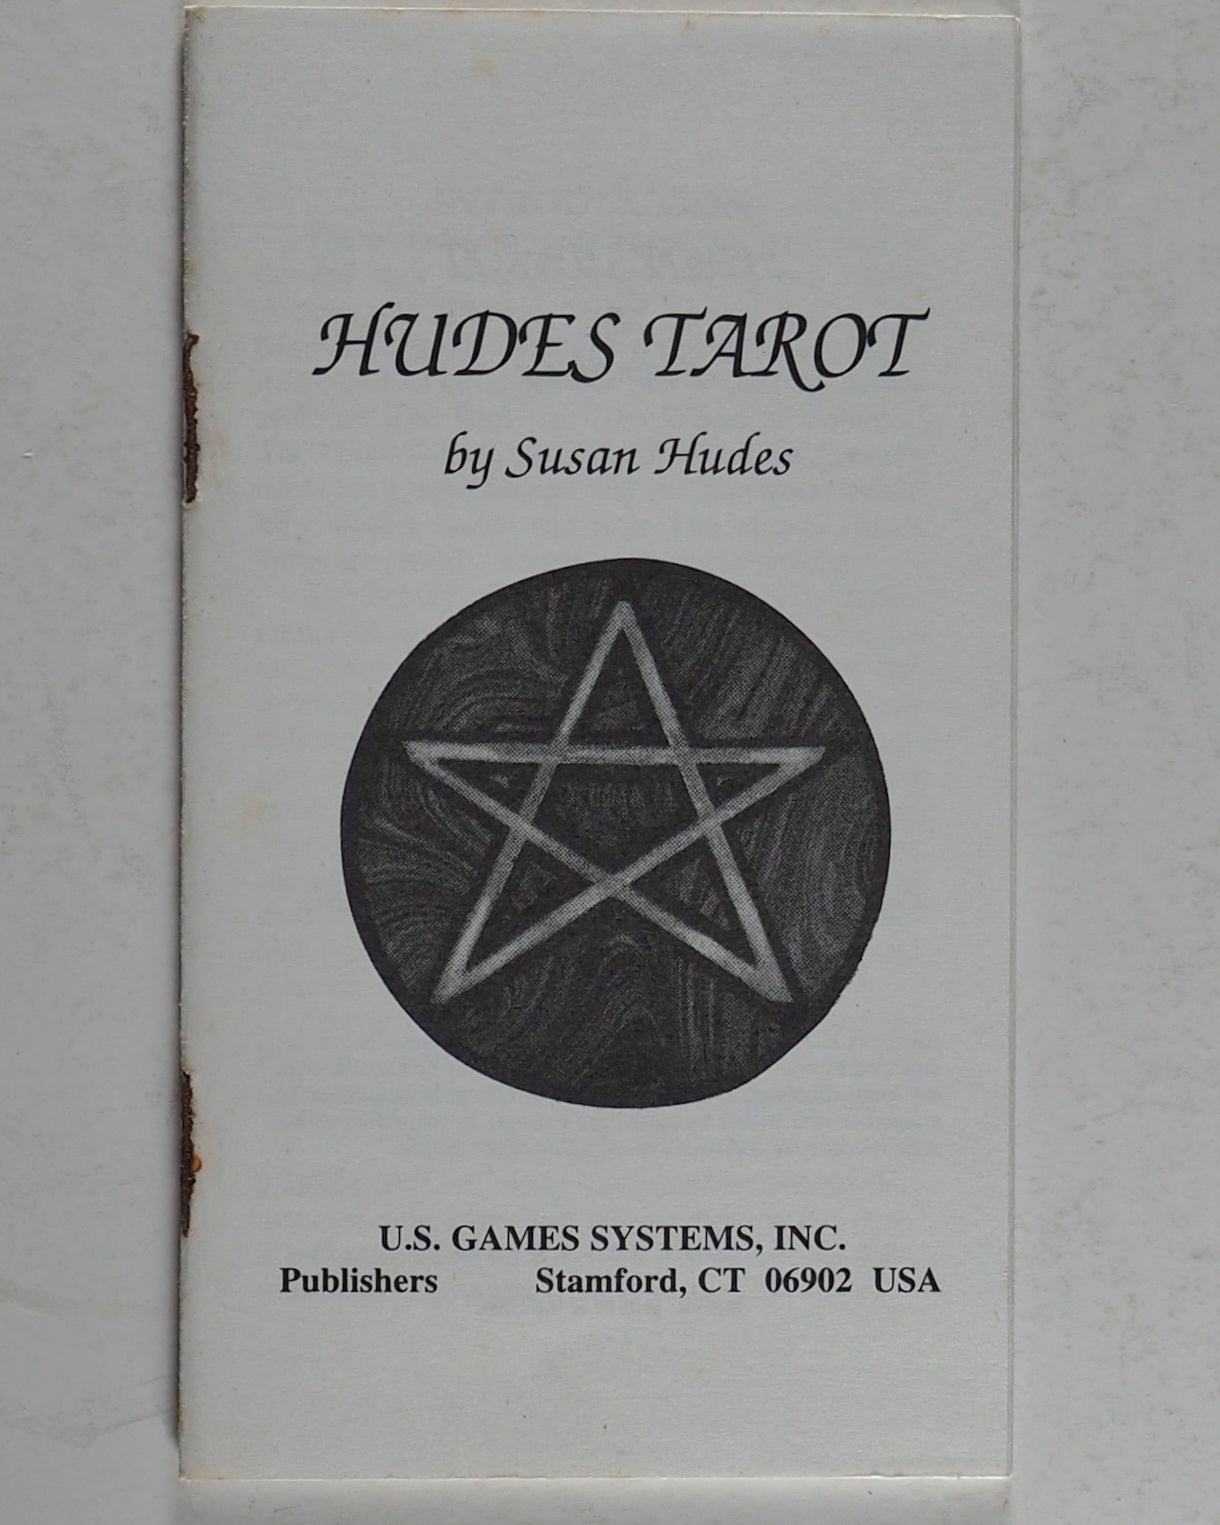 HUDES TAROT
by Susan Hudes
U.S. GAMES SYSTEMS, INC.
Publishers Stamford, CT 06902 USA